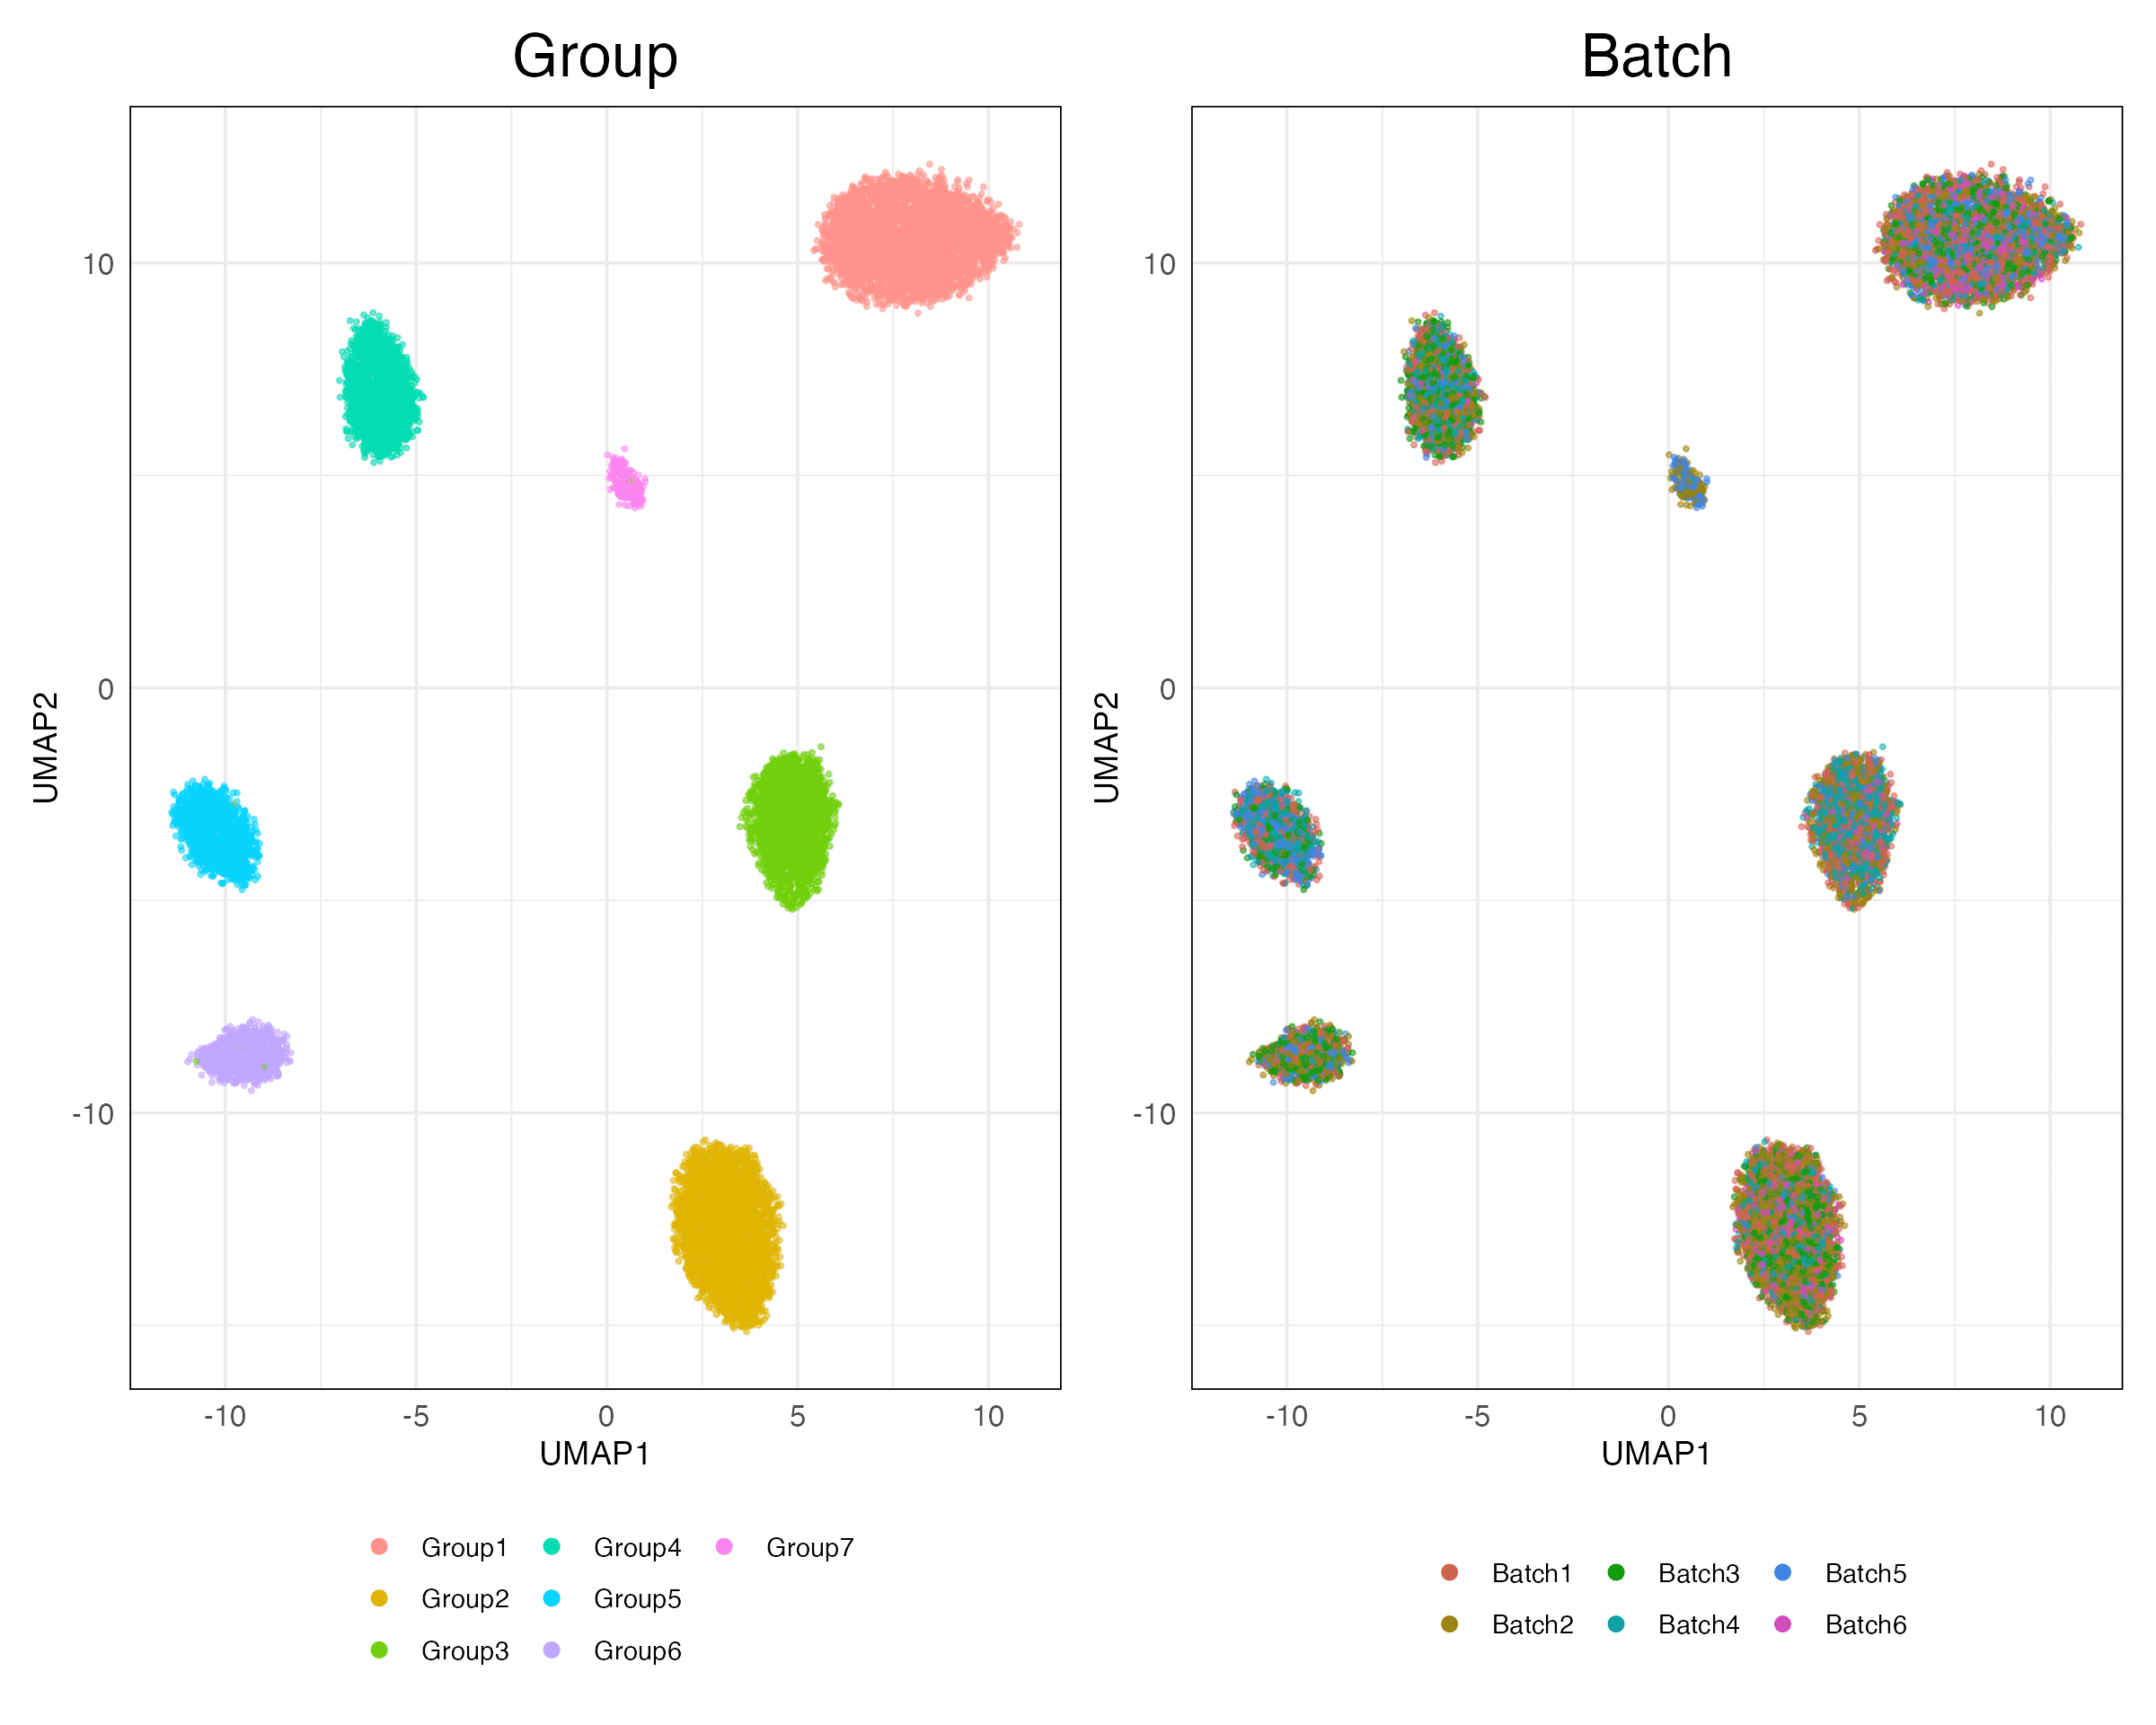 Group
Batch
UMAP2
10
0
-10
-10 -5 0 5 10
UMAP1
UMAP2
10
0
-10
-10 -5 0 5 10
UMAP1
Group1 Group4 Group7
Group2 Group5
Group3 Group6
Batch1 Batch3 Batch5
Batch2 Batch4 Batch6